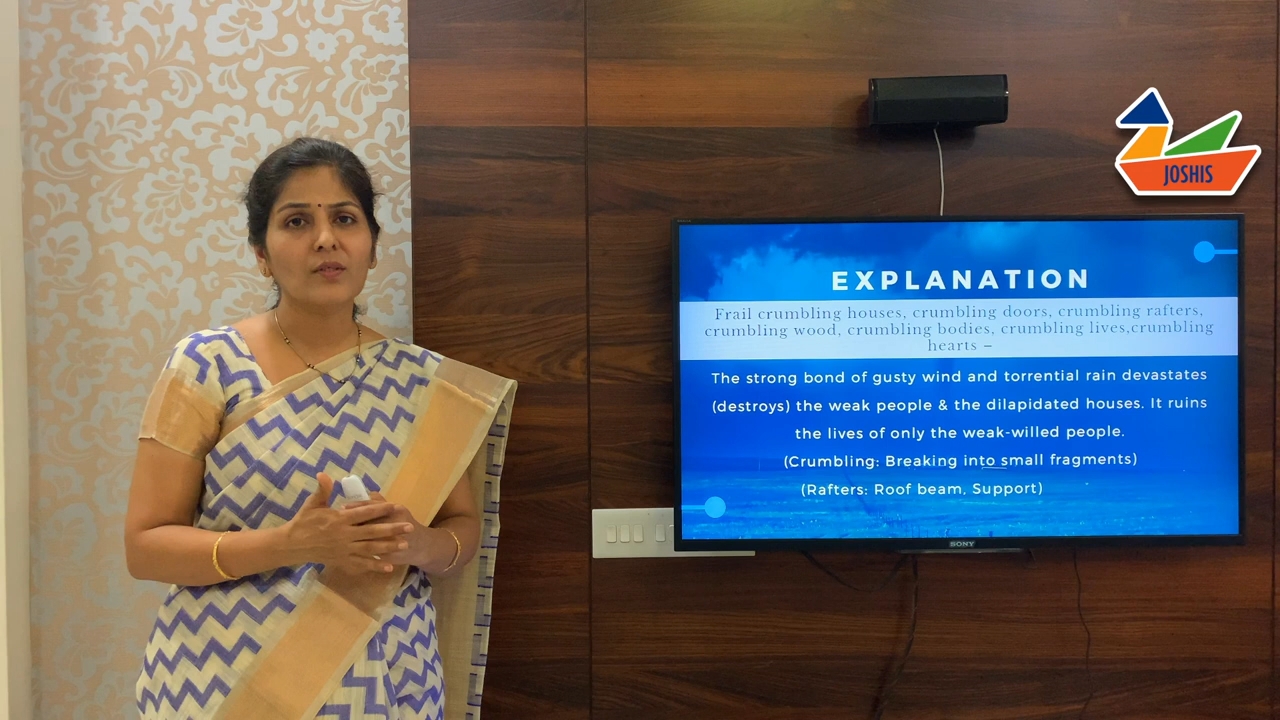 JOSHIS
EXPLANATION
Frail crumbling houses, crumbling doors, crumbling rafters,
crumbling wood, crumbling bodies, crumbling lives,crumbling
hearts –
The strong bond of gusty wind and torrential rain devastates
(destroys) the weak people & the dilapidated houses. It ruins
the lives of only the weak-willed people.
(Crumbling: Breaking into small fragments)
(Rafters: Roof beam, Support)
SONY